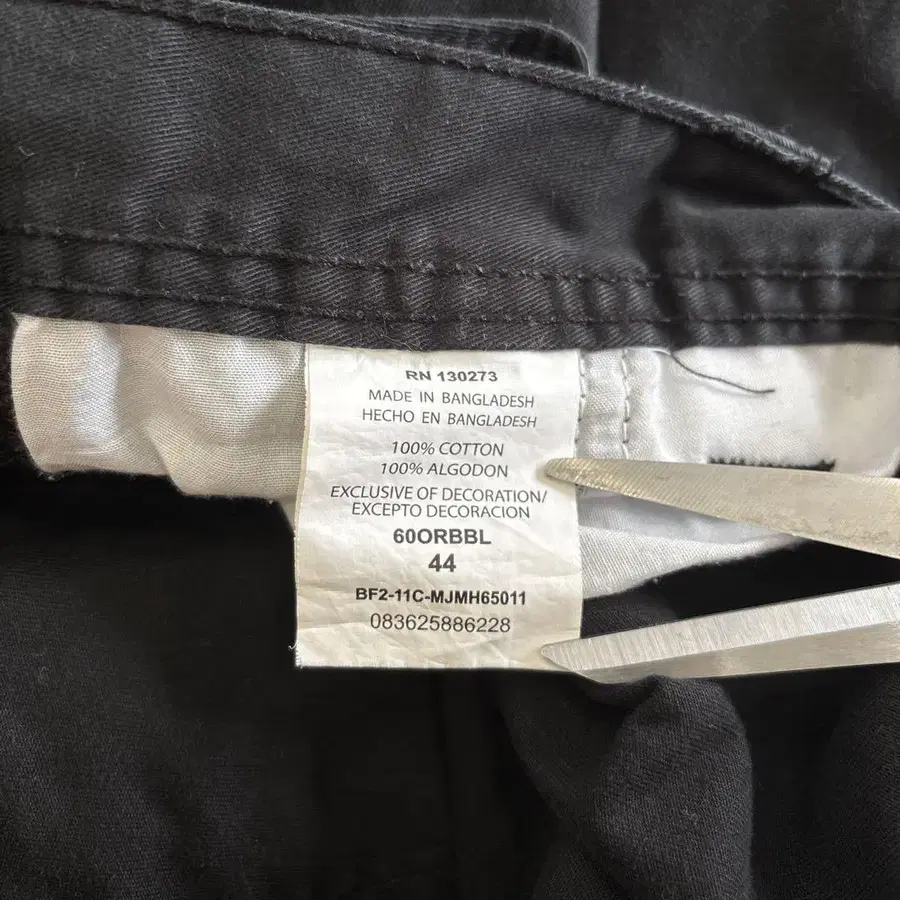 RN 130273
MADE IN BANGLADESH
HECHO EN BANGLADESH
100% COTTON
100% ALGODON
EXCLUSIVE OF DECORATION/
EXCEPTO DECORACION
60ORBBL
44
BF2-11C-MJMH65011
083625886228